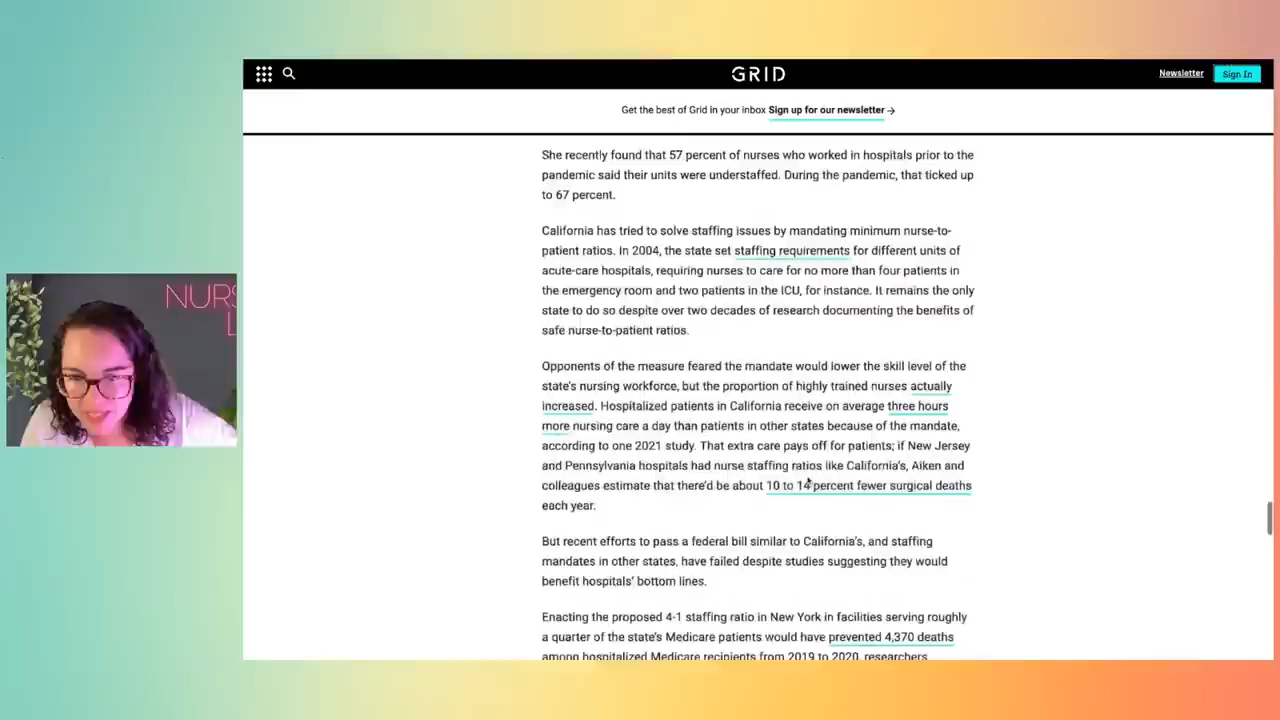 GRID
Newsletter
Sign In
Get the best of Grid in your inbox Sign up for our newsletter →
She recently found that 57 percent of nurses who worked in hospitals prior to the
pandemic said their units were understaffed. During the pandemic, that ticked up
to 67 percent.
California has tried to solve staffing issues by mandating minimum nurse-to-
patient ratios. In 2004, the state set staffing requirements for different units of
acute-care hospitals, requiring nurses to care for no more than four patients in
the emergency room and two patients in the ICU, for instance. It remains the only
state to do so despite over two decades of research documenting the benefits of
safe nurse-to-patient ratios.
Opponents of the measure feared the mandate would lower the skill level of the
state's nursing workforce, but the proportion of highly trained nurses actually
increased. Hospitalized patients in California receive on average three hours
more nursing care a day than patients in other states because of the mandate,
according to one 2021 study. That extra care pays off for patients; if New Jersey
and Pennsylvania hospitals had nurse staffing ratios like California's, Aiken and
colleagues estimate that there'd be about 10 to 14 percent fewer surgical deaths
each year.
But recent efforts to pass a federal bill similar to California's, and staffing
mandates in other states, have failed despite studies suggesting they would
benefit hospitals' bottom lines.
Enacting the proposed 4-1 staffing ratio in New York in facilities serving roughly
a quarter of the state's Medicare patients would have prevented 4,370 deaths
among hospitalized Medicare recipients from 2019 to 2020, researchers
NURS
L